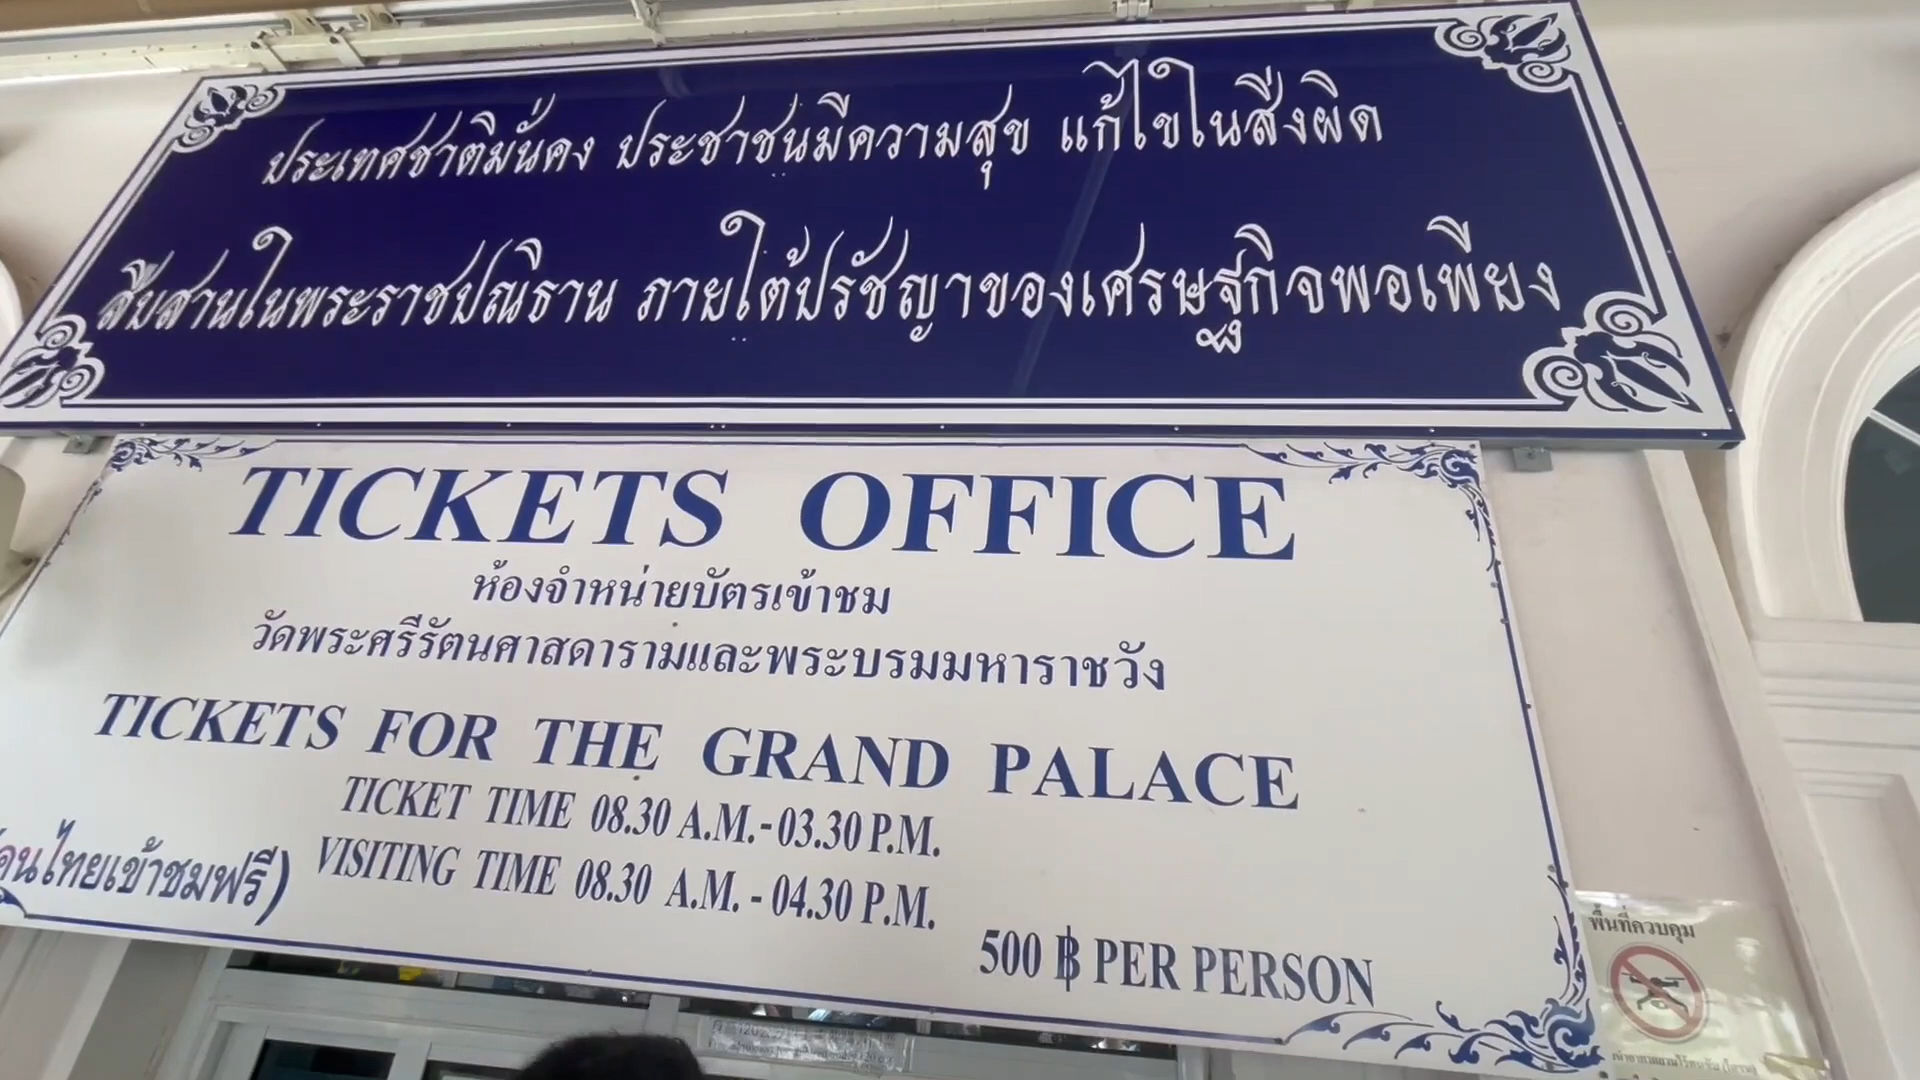 ประเทศชาติมั่นคง ประชาชนมีความสุข แก้ไขในสิ่งผิด
สืบสานในพระราชปณิธาน ภายใต้ปรัชญาของเศรษฐกิจพอเพียง
TICKETS OFFICE
ห้องจำหน่ายบัตรเข้าชม
วัดพระศรีรัตนศาสดารามและพระบรมมหาราชวัง
TICKETS FOR THE GRAND PALACE
TICKET TIME 08.30 A.M.-03.30 P.M.
VISITING TIME 08.30 A.M. - 04.30 P.M.
คนไทยเข้าชมฟรี)
500 ฿ PER PERSON
พื้นที่ควบคุม